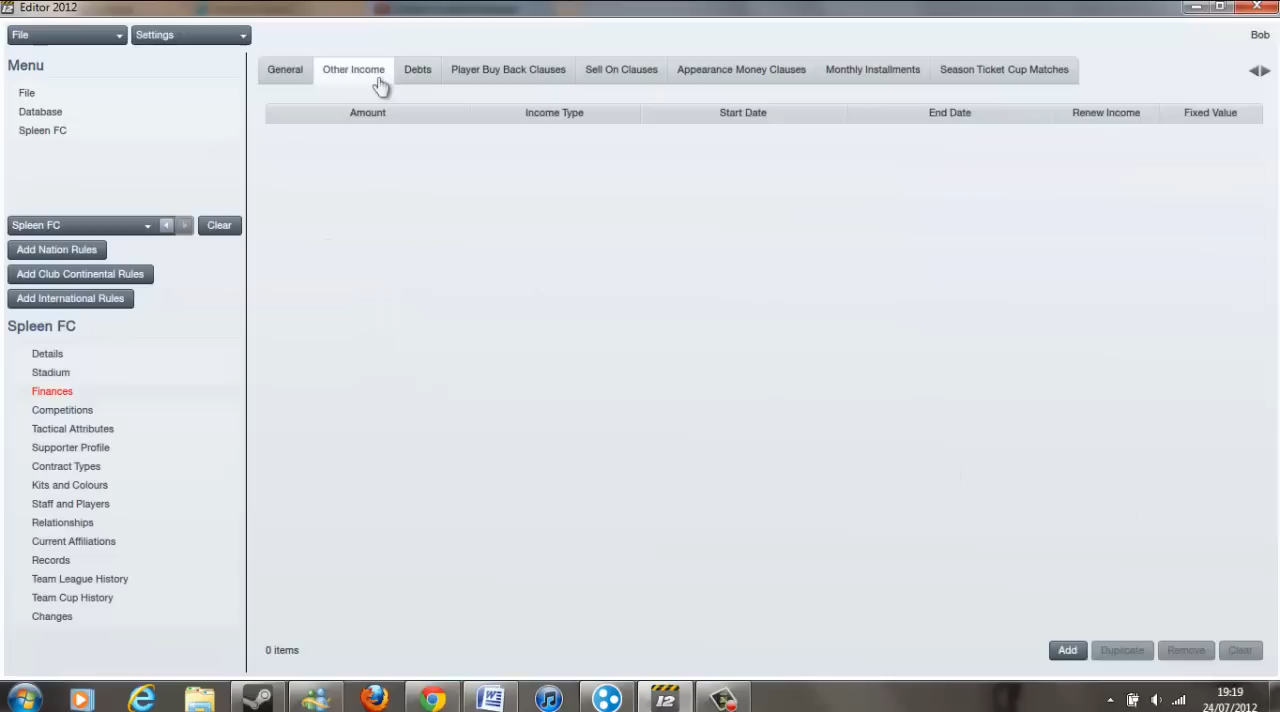 Editor 2012
File Settings Bob
Menu
File
Database
Spleen FC
Spleen FC Clear
Add Nation Rules
Add Club Continental Rules
Add International Rules
Spleen FC
Details
Stadium
Finances
Competitions
Tactical Attributes
Supporter Profile
Contract Types
Kits and Colours
Staff and Players
Relationships
Current Affiliations
Records
Team League History
Team Cup History
Changes
General Other Income Debts Player Buy Back Clauses Sell On Clauses Appearance Money Clauses Monthly Installments Season Ticket Cup Matches
Amount Income Type Start Date End Date Renew Income Fixed Value
0 items Add Duplicate Remove Clear
12
19:19
24/07/2012